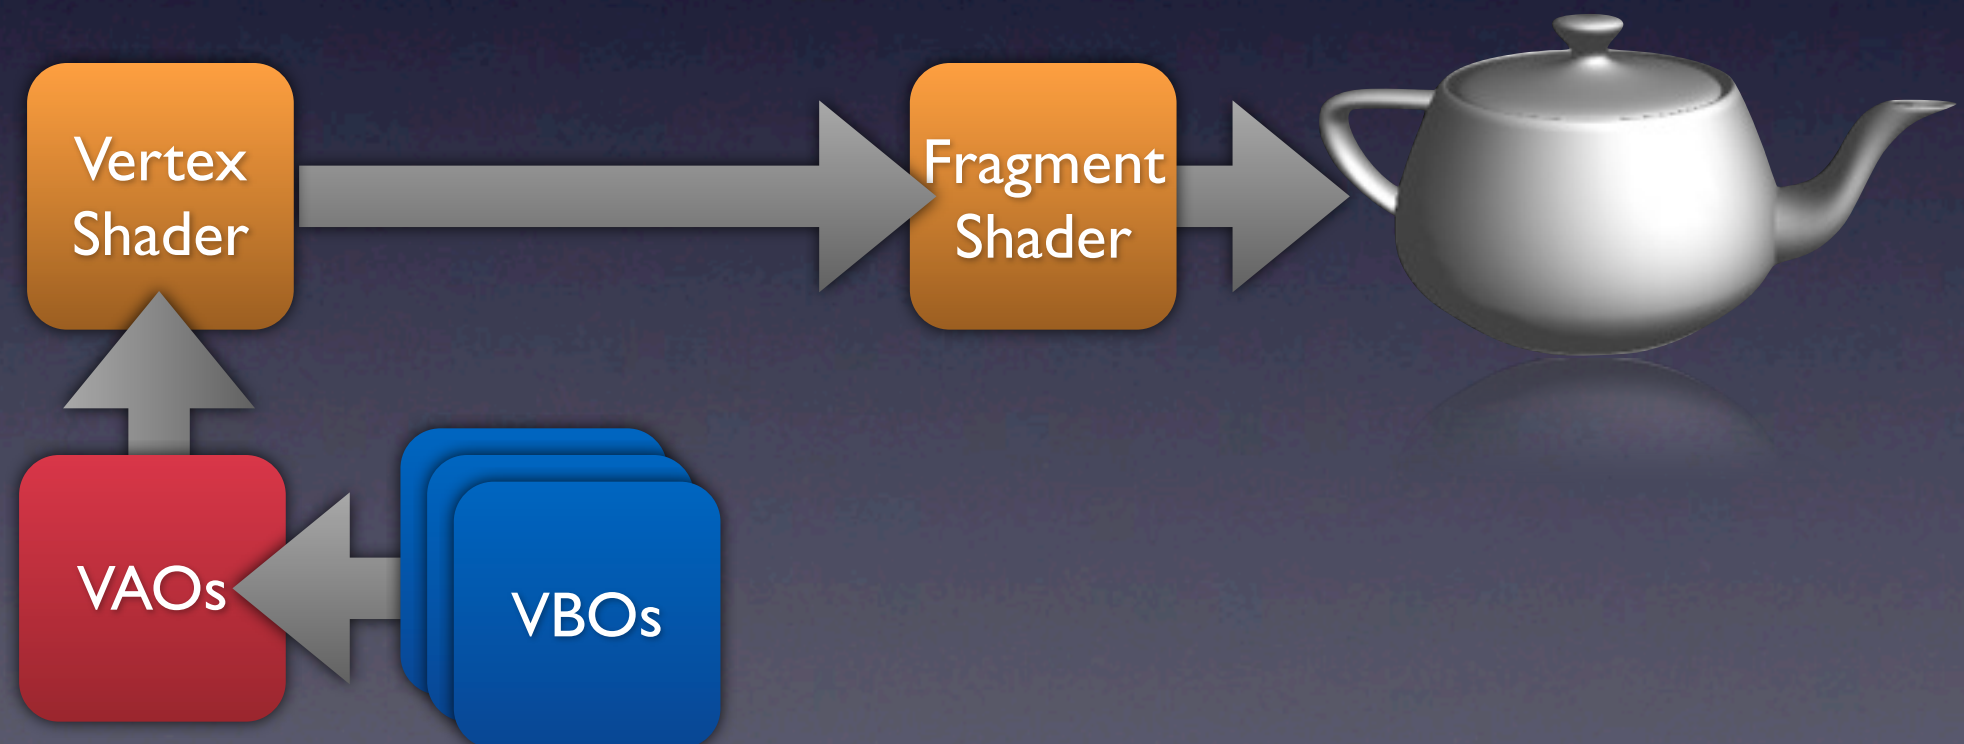 Vertex
Shader
Fragment
Shader
VAOs
VBOs